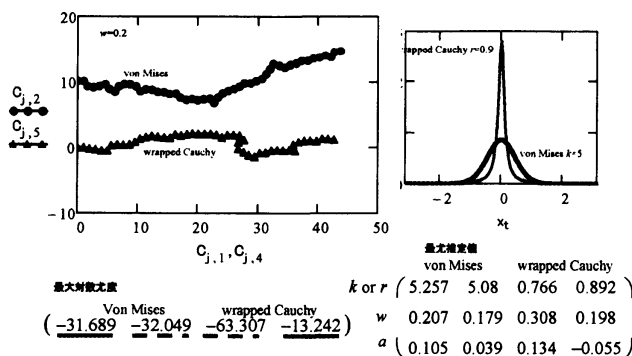 20
w=0.2
von Mises
10
C j,2
C j,5
0
wrapped Cauchy
−10
0 10 20 30 40 50
C j,1 , C j,4
rapped Cauchy r=0.9
von Mises k=5
−2 0 2
x t
最大対数尤度
Von Mises wrapped Cauchy
( −31.689 −32.049 −63.307 −13.242 )
最尤推定値
von Mises wrapped Cauchy
k or r 5.257 5.08 0.766 0.892
w 0.207 0.179 0.308 0.198
a 0.105 0.039 0.134 −0.055